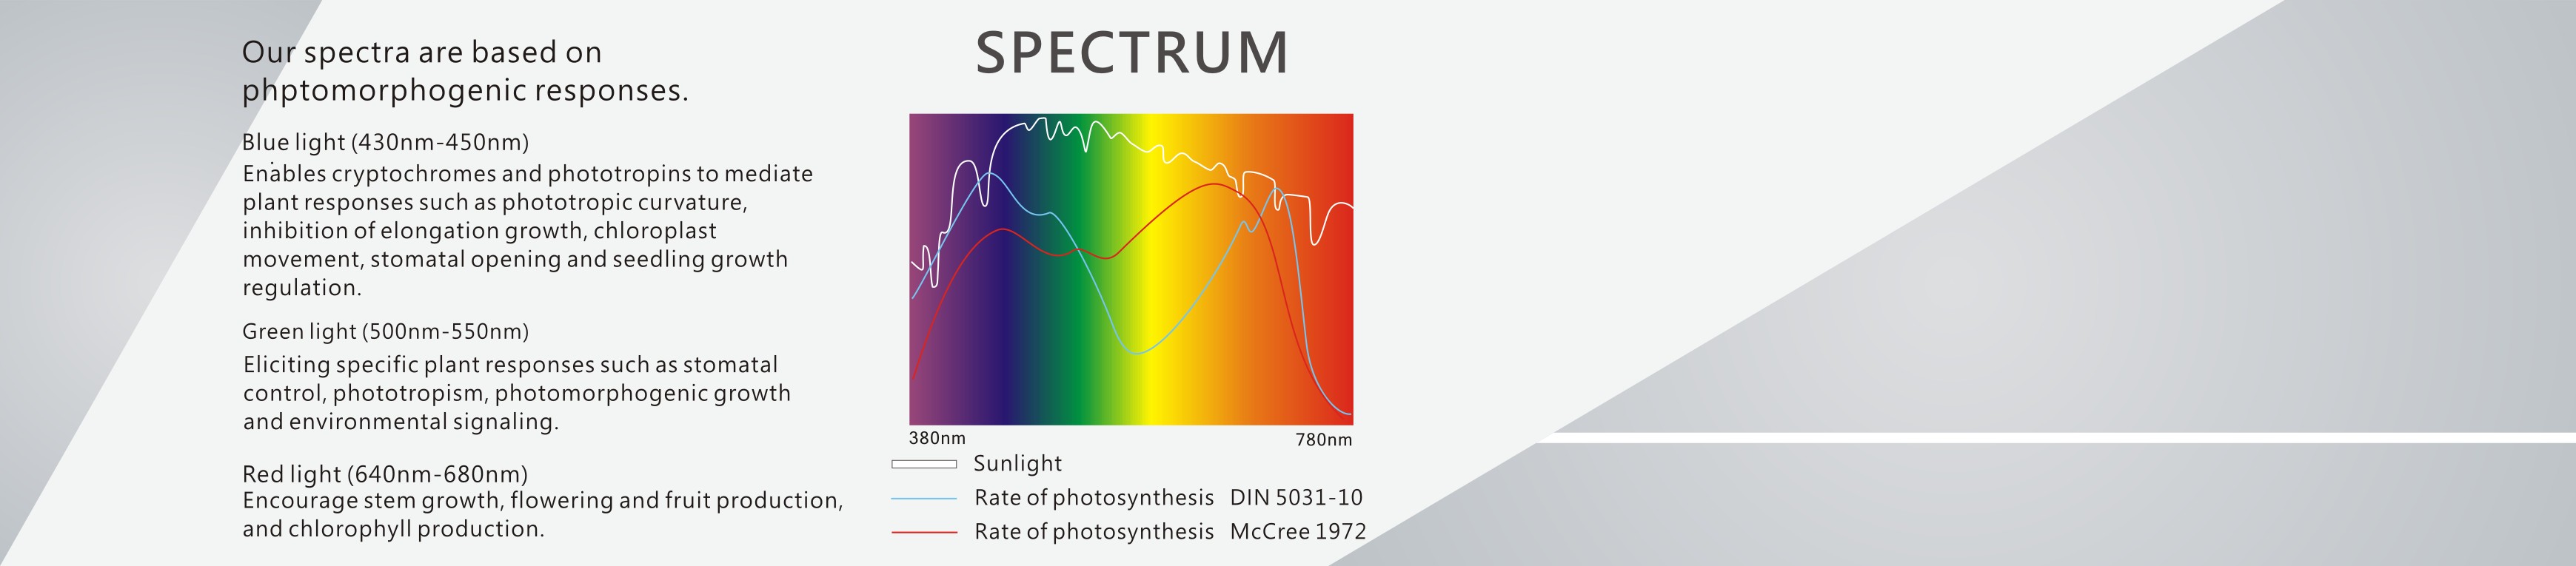 Our spectra are based on
phptomorphogenic responses.
Blue light (430nm-450nm)
Enables cryptochromes and phototropins to mediate
plant responses such as phototropic curvature,
inhibition of elongation growth, chloroplast
movement, stomatal opening and seedling growth
regulation.
Green light (500nm-550nm)
Eliciting specific plant responses such as stomatal
control, phototropism, photomorphogenic growth
and environmental signaling.
Red light (640nm-680nm)
Encourage stem growth, flowering and fruit production,
and chlorophyll production.
SPECTRUM
380nm 780nm
Sunlight
Rate of photosynthesis DIN 5031-10
Rate of photosynthesis McCree 1972